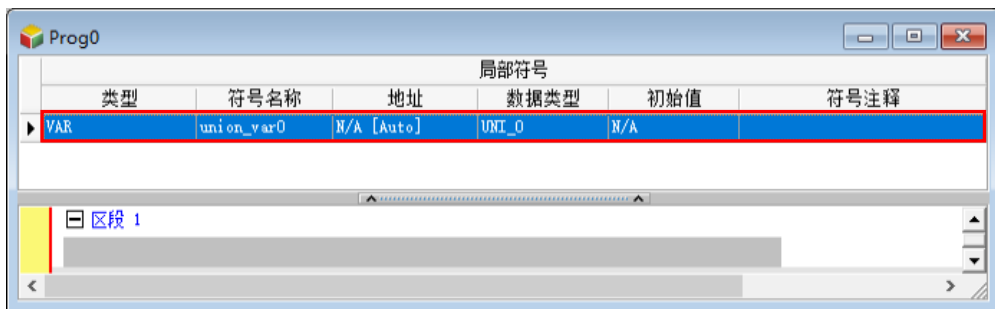 Prog0
局部符号
类型 符号名称 地址 数据类型 初始值 符号注释
VAR union_var0 N/A [Auto] UNI_0 N/A
区段 1